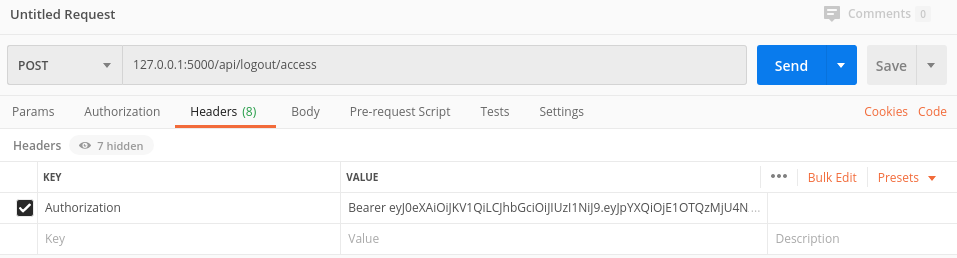 Untitled Request Comments 0
POST 127.0.0.1:5000/api/logout/access Send Save
Params Authorization Headers (8) Body Pre-request Script Tests Settings Cookies Code
Headers 7 hidden
KEY VALUE ••• Bulk Edit Presets
Authorization Bearer eyJ0eXAiOiJKV1QiLCJhbGciOiJIUzI1NiJ9.eyJpYXQiOjE1OTQzMjU4N...
Key Value Description